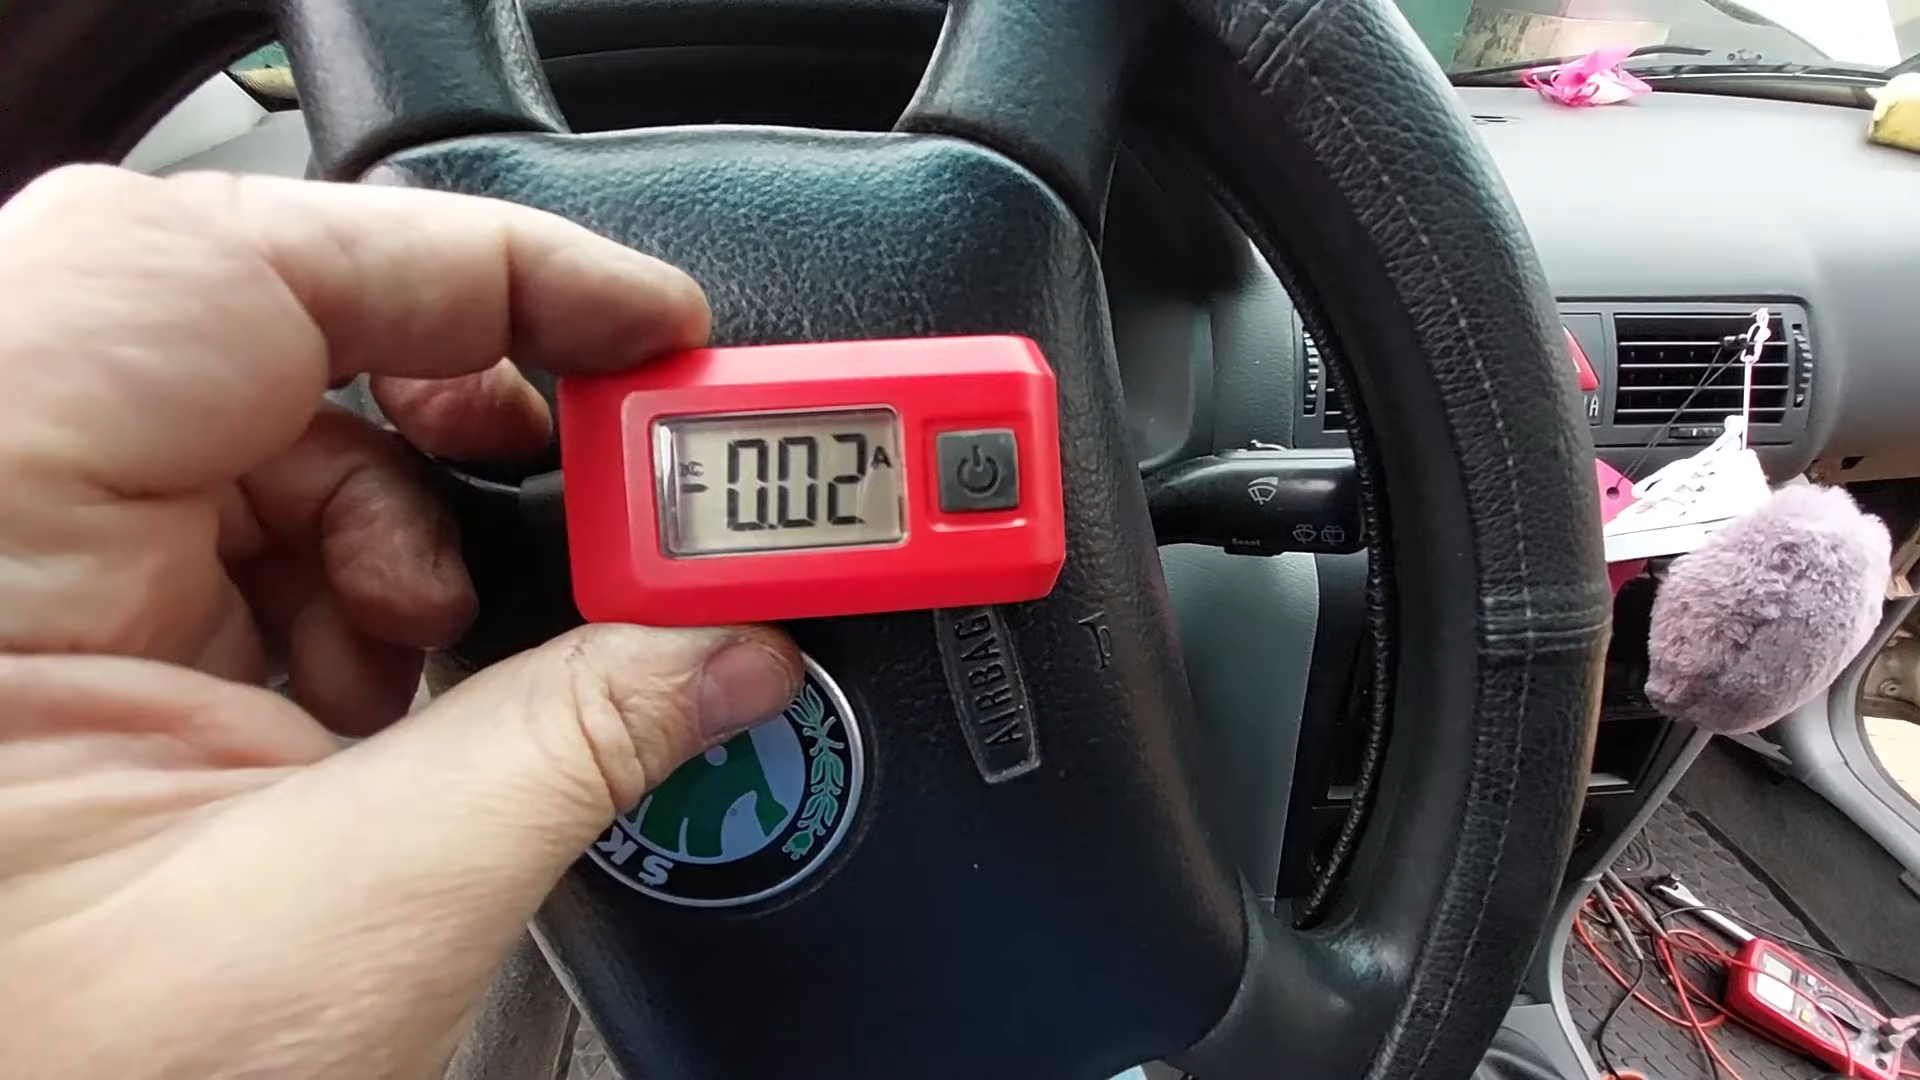 DC
-0.02 A
Reset
AIRBAG
SK
A